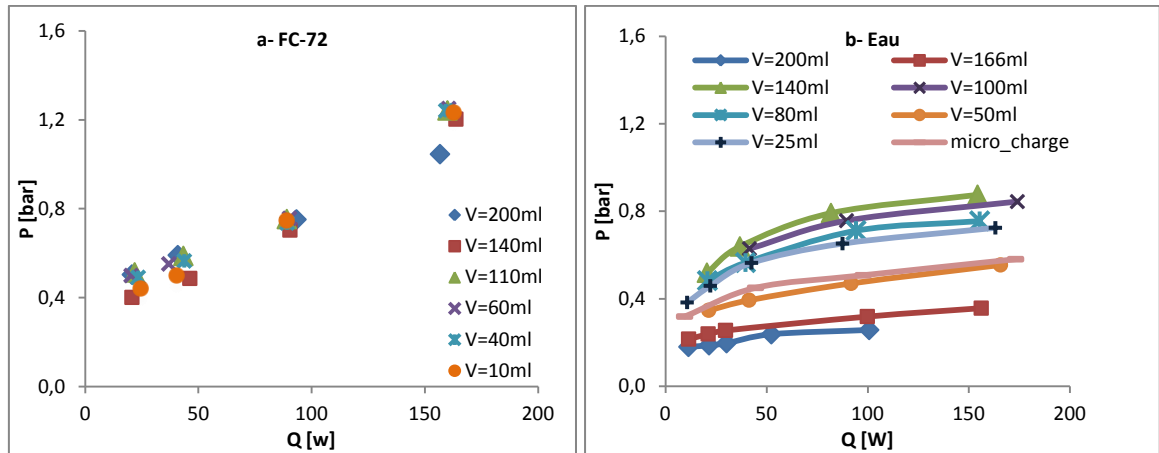 a- FC-72
P [bar]
1,6
1,2
0,8
0,4
0,0
0
50
100
150
200
Q [w]
V=200ml
V=140ml
V=110ml
V=60ml
V=40ml
V=10ml
b- Eau
P [bar]
1,6
1,2
0,8
0,4
0,0
0
50
100
150
200
Q [W]
V=200ml
V=166ml
V=140ml
V=100ml
V=80ml
V=50ml
V=25ml
micro_charge